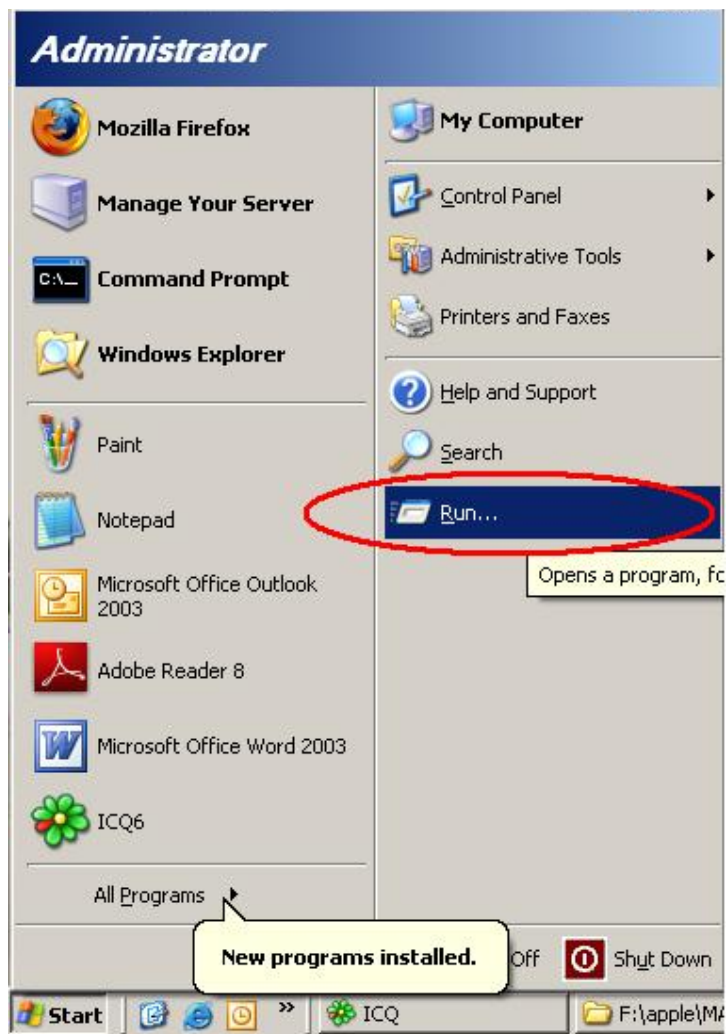 Administrator
Mozilla Firefox
Manage Your Server
C:\_
Command Prompt
Windows Explorer
Paint
Notepad
Microsoft Office Outlook
2003
Adobe Reader 8
Microsoft Office Word 2003
ICQ6
All Programs
My Computer
Control Panel
Administrative Tools
Printers and Faxes
Help and Support
Search
Run...
Opens a program, fo
New programs installed.
Off
Shut Down
Start
»
ICQ
F:\apple\MA